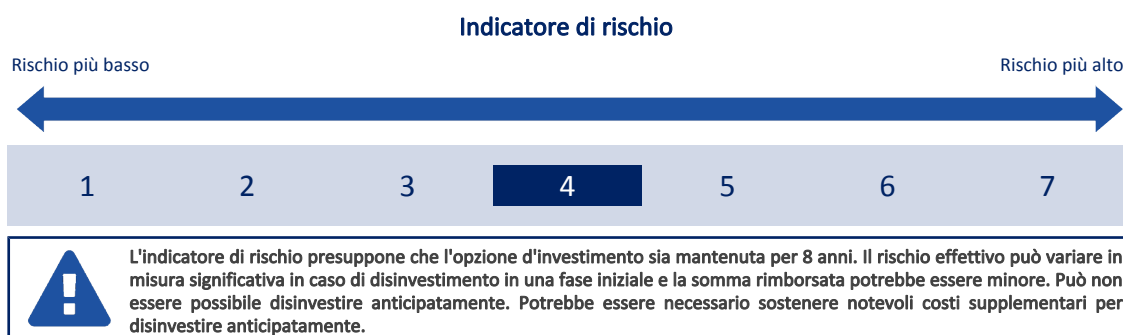 Indicatore di rischio
Rischio più basso
Rischio più alto
1 2 3 4 5 6 7
L'indicatore di rischio presuppone che l'opzione d'investimento sia mantenuta per 8 anni. Il rischio effettivo può variare in
misura significativa in caso di disinvestimento in una fase iniziale e la somma rimborsata potrebbe essere minore. Può non
essere possibile disinvestire anticipatamente. Potrebbe essere necessario sostenere notevoli costi supplementari per
disinvestire anticipatamente.